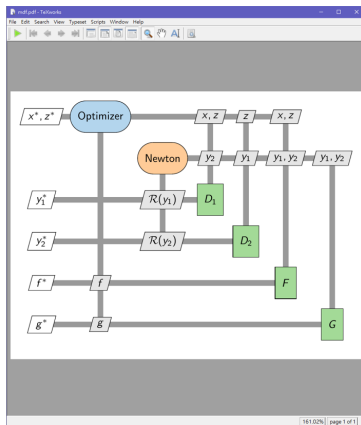 mdf.pdf - TeXworks
File Edit Search View Typeset Scripts Window Help
x*, z* Optimizer x, z z x, z
Newton y₂ y₁ y₁, y₂ y₁, y₂
y₁* R(y₁) D₁
y₂* R(y₂) D₂
f* f F
g* g G
161.02% page 1 of 1